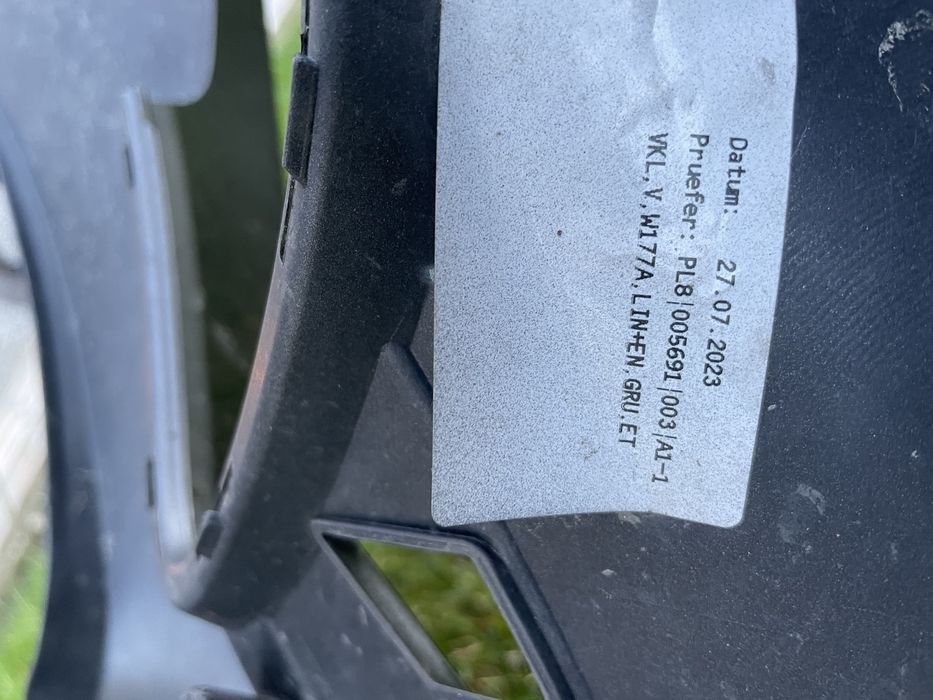 Datum: 27.07.2023
Pruefer: PL8|005691|003|A1-1
VKL,V,W177A,LIN+EN,GRU,ET